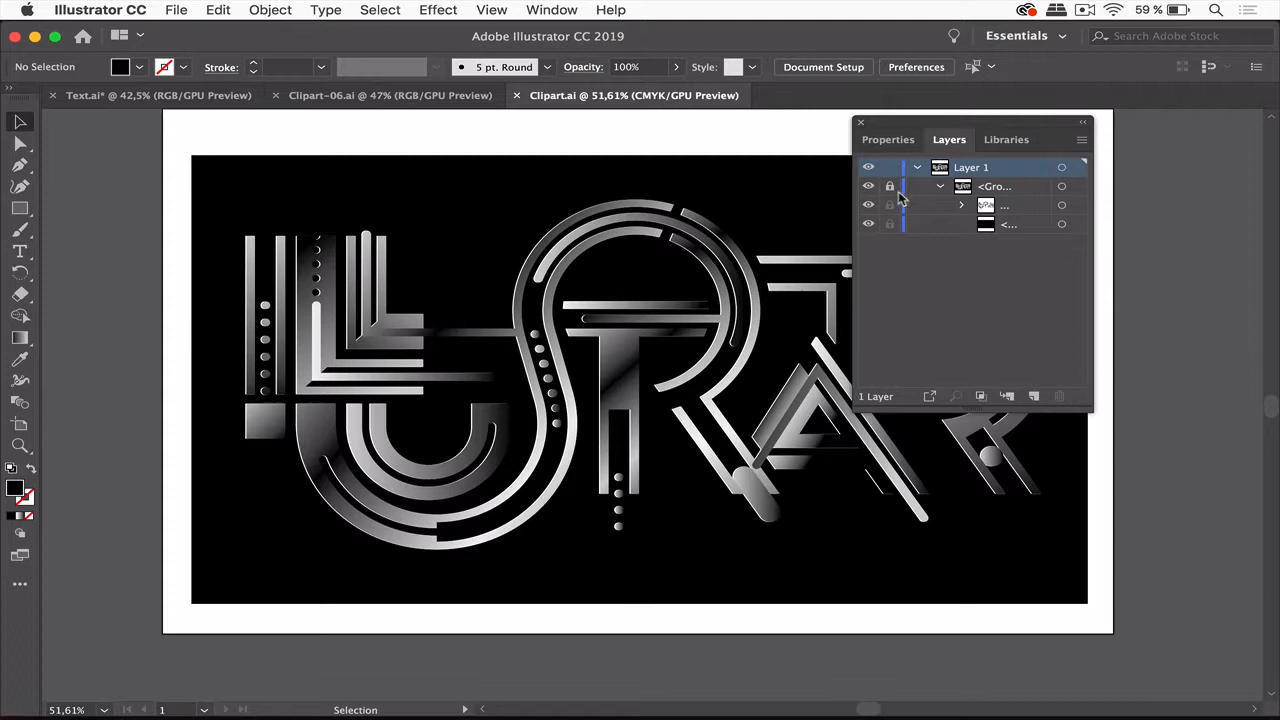 Illustrator CC File Edit Object Type Select Effect View Window Help 59 %
Adobe Illustrator CC 2019 Essentials Search Adobe Stock
No Selection Stroke: 5 pt. Round Opacity: 100% Style: Document Setup Preferences
Text.ai* @ 42,5% (RGB/GPU Preview) Clipart-06.ai @ 47% (RGB/GPU Preview) Clipart.ai @ 51,61% (CMYK/GPU Preview)
Properties Layers Libraries
Layer 1
<Gro...
...
<...
1 Layer
51,61% 1 Selection